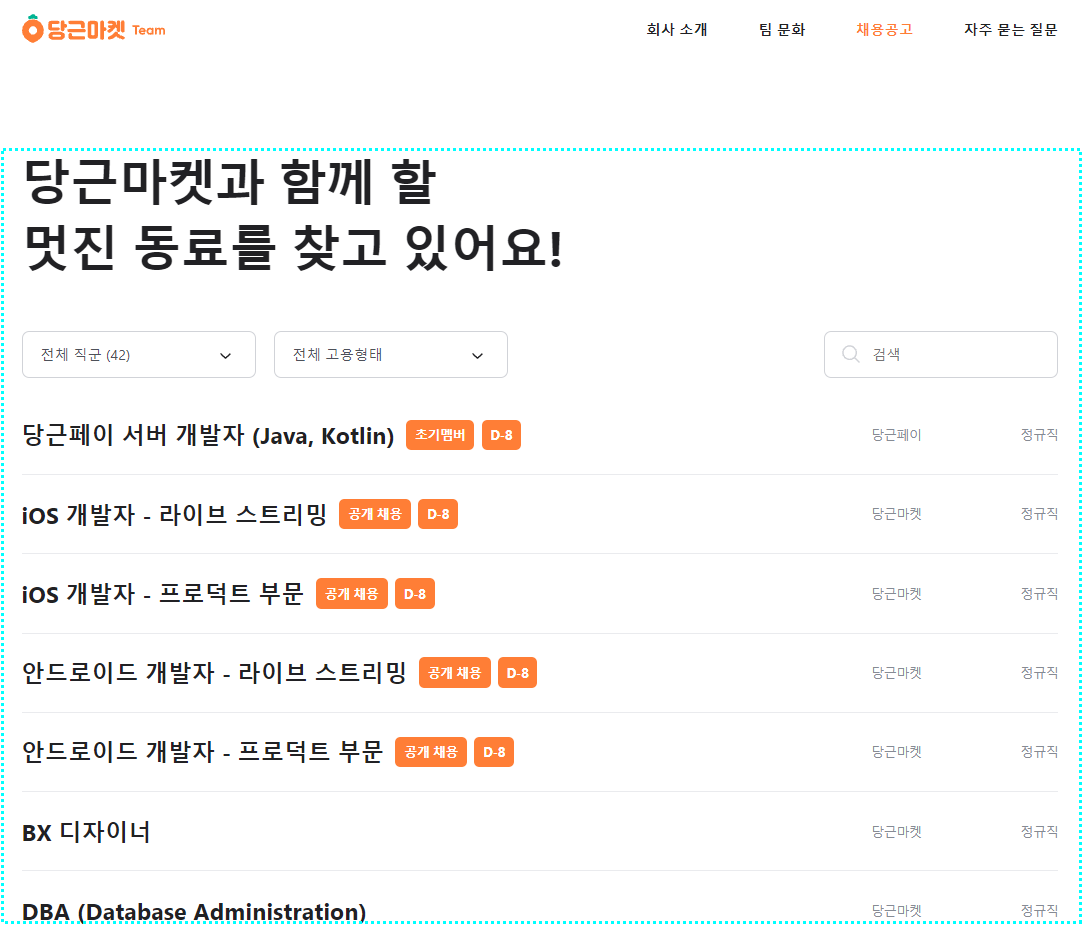 당근마켓 Team 회사 소개 팀 문화 채용공고 자주 묻는 질문
당근마켓과 함께 할
멋진 동료를 찾고 있어요!
전체 직군 (42) 전체 고용형태 검색
당근페이 서버 개발자 (Java, Kotlin) 초기멤버 D-8 당근페이 정규직
iOS 개발자 - 라이브 스트리밍 공개 채용 D-8 당근마켓 정규직
iOS 개발자 - 프로덕트 부문 공개 채용 D-8 당근마켓 정규직
안드로이드 개발자 - 라이브 스트리밍 공개 채용 D-8 당근마켓 정규직
안드로이드 개발자 - 프로덕트 부문 공개 채용 D-8 당근마켓 정규직
BX 디자이너 당근마켓 정규직
DBA (Database Administration) 당근마켓 정규직